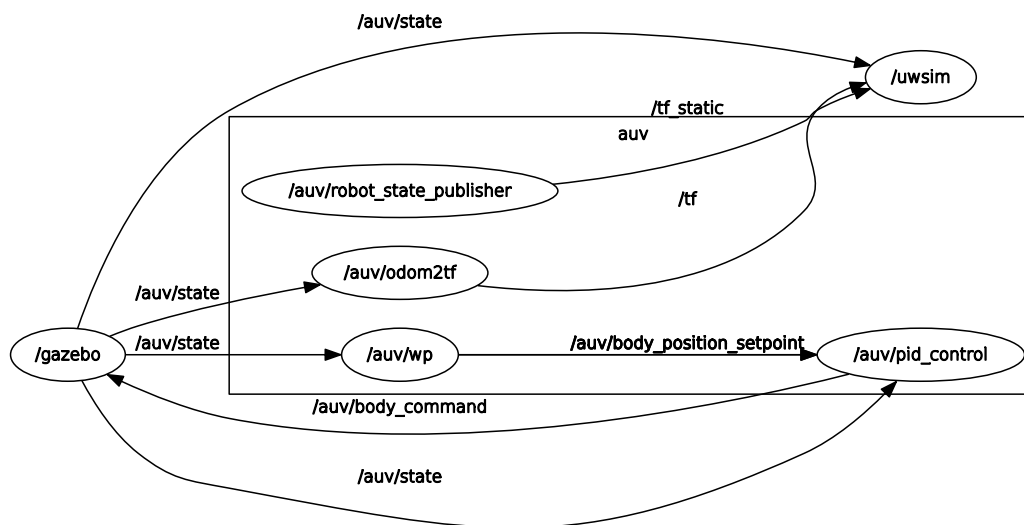 /auv/state
/uwsim
/tf_static
auv
/auv/robot_state_publisher
/tf
/auv/odom2tf
/auv/state
/auv/state
/auv/body_position_setpoint
/gazebo
/auv/wp
/auv/pid_control
/auv/body_command
/auv/state